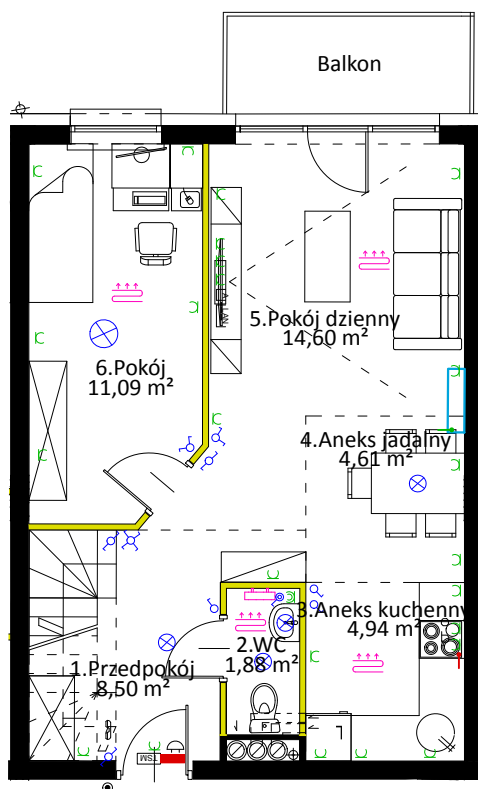 Balkon
5.Pokój dzienny
14,60 m²
6.Pokój
11,09 m²
4.Aneks jadalny
4,61 m²
3.Aneks kuchenny
4,94 m²
2.WC
1,88 m²
1.Przedpokój
8,50 m²
TSM